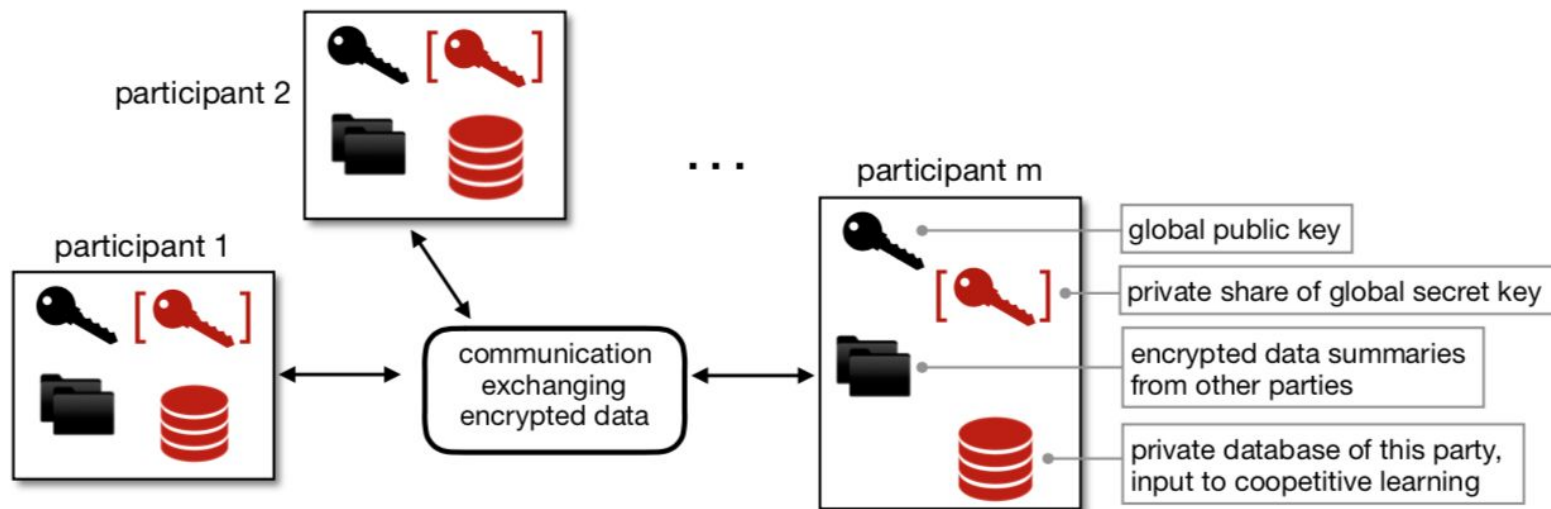 participant 2
...
participant m
participant 1
global public key
private share of global secret key
communication
exchanging
encrypted data
encrypted data summaries
from other parties
private database of this party,
input to coopetitive learning